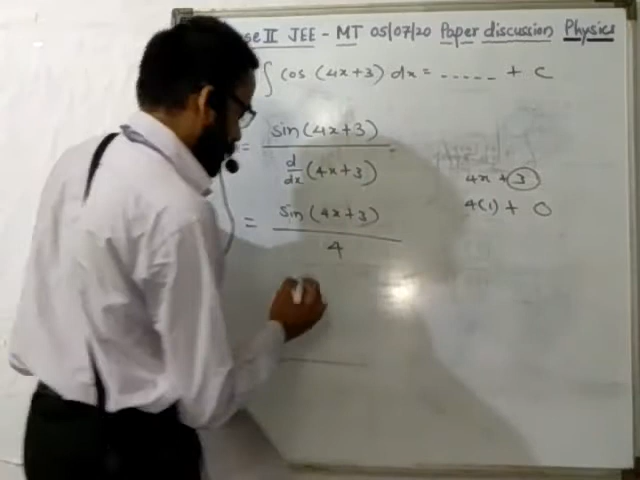 se II JEE - MT 05/07/20 Paper discussion Physics
∫ Cos (4x+3) dx = ----- + C
= sin(4x+3)
d/dx (4x+3)
4x + 3
= sin(4x+3)
4
4(1) + 0